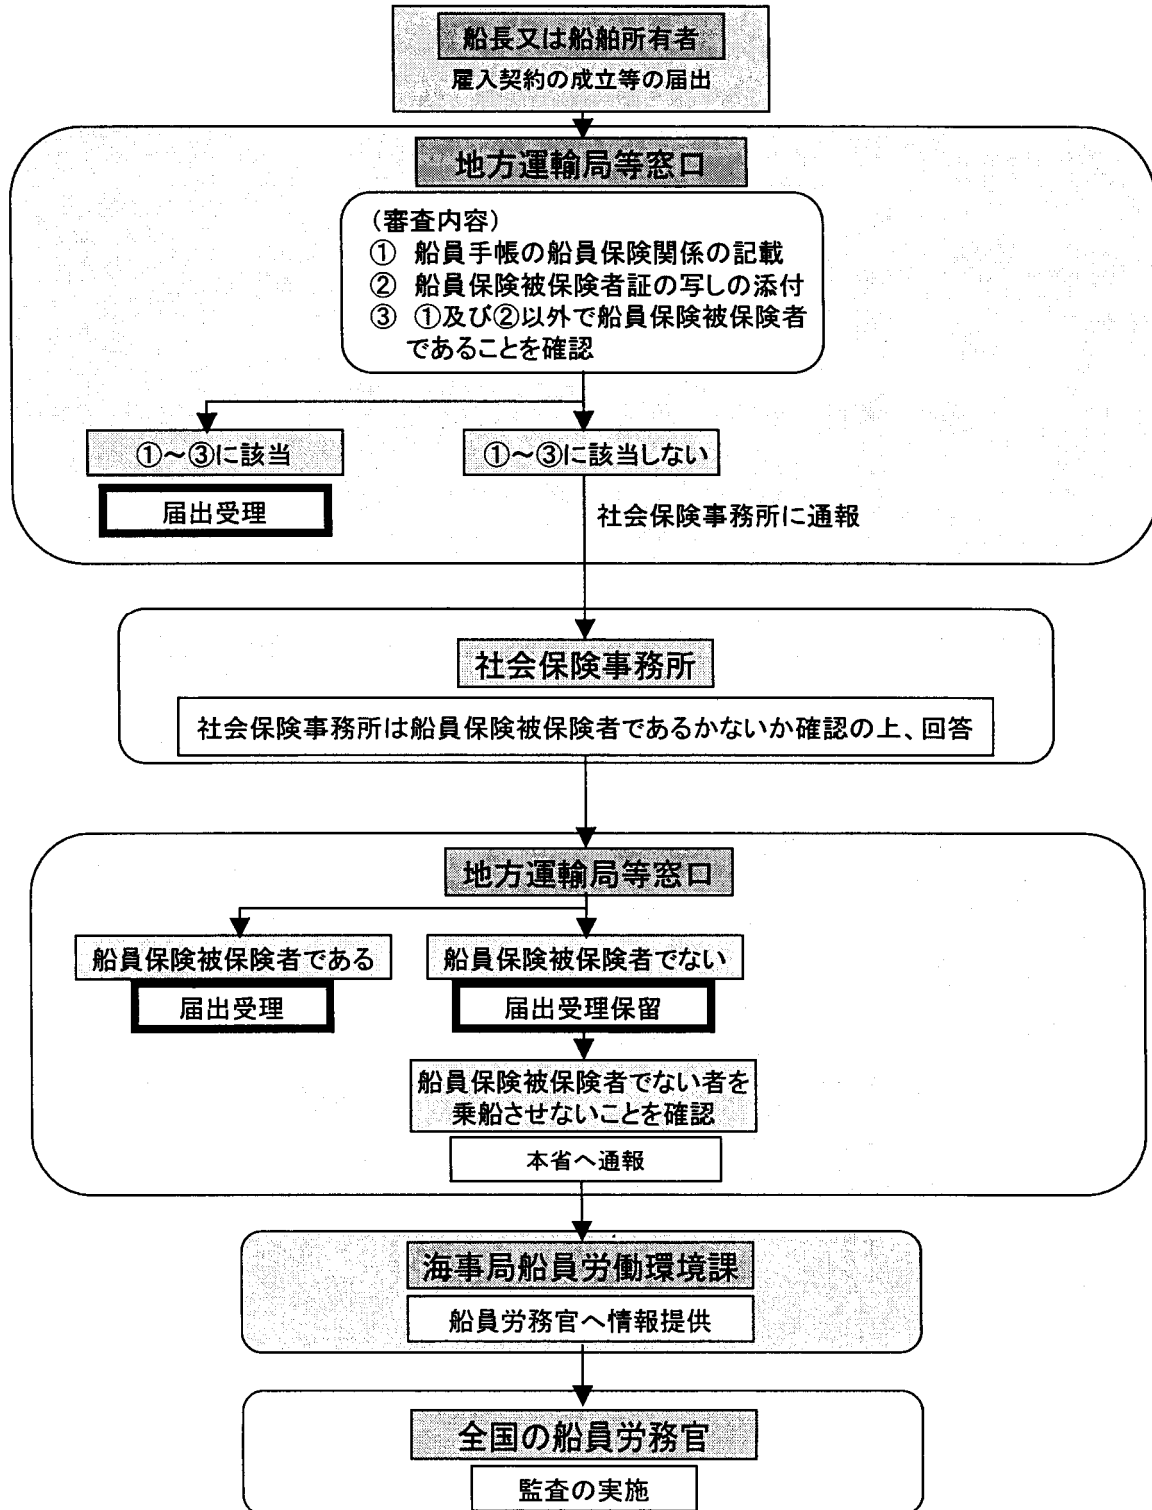 船長又は船舶所有者
雇入契約の成立等の届出
地方運輸局等窓口
(審査内容)
① 船員手帳の船員保険関係の記載
② 船員保険被保険者証の写しの添付
③ ①及び②以外で船員保険被保険者
であることを確認
①～③に該当
①～③に該当しない
届出受理
社会保険事務所に通報
社会保険事務所
社会保険事務所は船員保険被保険者であるかないか確認の上、回答
地方運輸局等窓口
船員保険被保険者である
船員保険被保険者でない
届出受理
届出受理保留
船員保険被保険者でない者を
乗船させないことを確認
本省へ通報
海事局船員労働環境課
船員労務官へ情報提供
全国の船員労務官
監査の実施